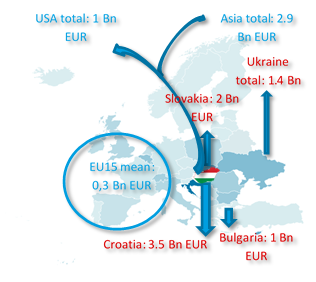 USA total: 1 Bn
EUR
Asia total: 2.9
Bn EUR
Ukraine
total: 1.4 Bn
Slovakia: 2 Bn
EUR
EU15 mean:
0,3 Bn EUR
Croatia: 3.5 Bn EUR
Bulgaria: 1 Bn
EUR